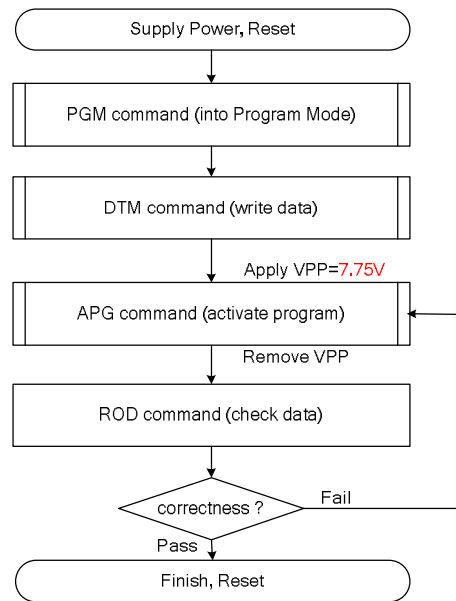 Supply Power, Reset
PGM command (into Program Mode)
DTM command (write data)
Apply VPP=7.75V
APG command (activate program)
Remove VPP
ROD command (check data)
correctness ?
Fail
Pass
Finish, Reset